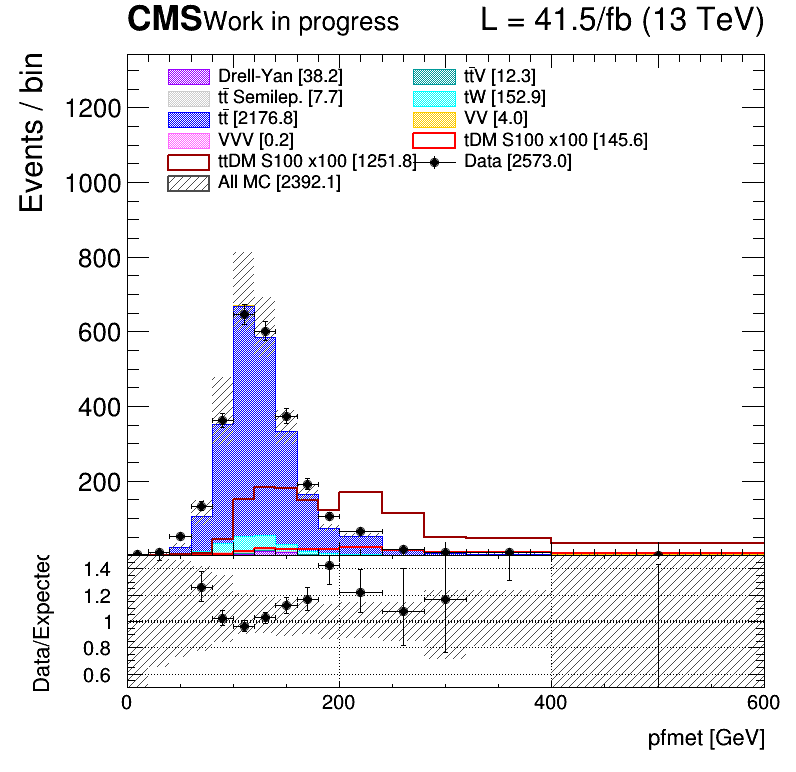 CMS Work in progress L = 41.5/fb (13 TeV)
Events / bin
1200
1000
800
600
400
200
Drell-Yan [38.2]
tt̄V [12.3]
tt̄ Semilep. [7.7]
tW [152.9]
tt̄ [2176.8]
VV [4.0]
VVV [0.2]
tDM S100 x100 [145.6]
ttDM S100 x100 [1251.8]
Data [2573.0]
All MC [2392.1]
Data/Expected
1.4
1.2
1
0.8
0.6
0 200 400 600
pfmet [GeV]